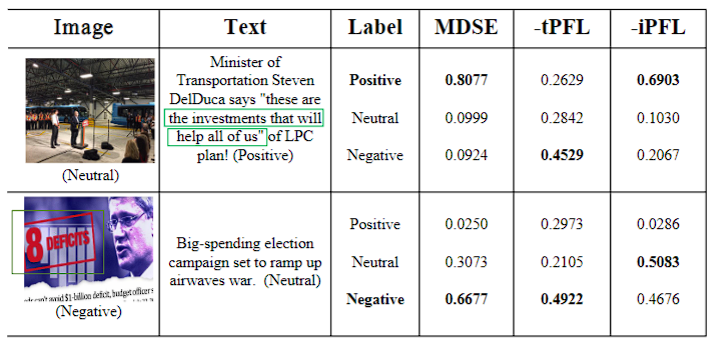 Image Text Label MDSE -tPFL -iPFL
Minister of
Transportation Steven
DelDuca says "these are
the investments that will
help all of us" of LPC
plan! (Positive)
(Neutral)
Positive 0.8077 0.2629 0.6903
Neutral 0.0999 0.2842 0.1030
Negative 0.0924 0.4529 0.2067
8 DEFICITS
can't avoid $1-billion deficit, budget officer s
(Negative)
Big-spending election
campaign set to ramp up
airwaves war. (Neutral)
Positive 0.0250 0.2973 0.0286
Neutral 0.3073 0.2105 0.5083
Negative 0.6677 0.4922 0.4676